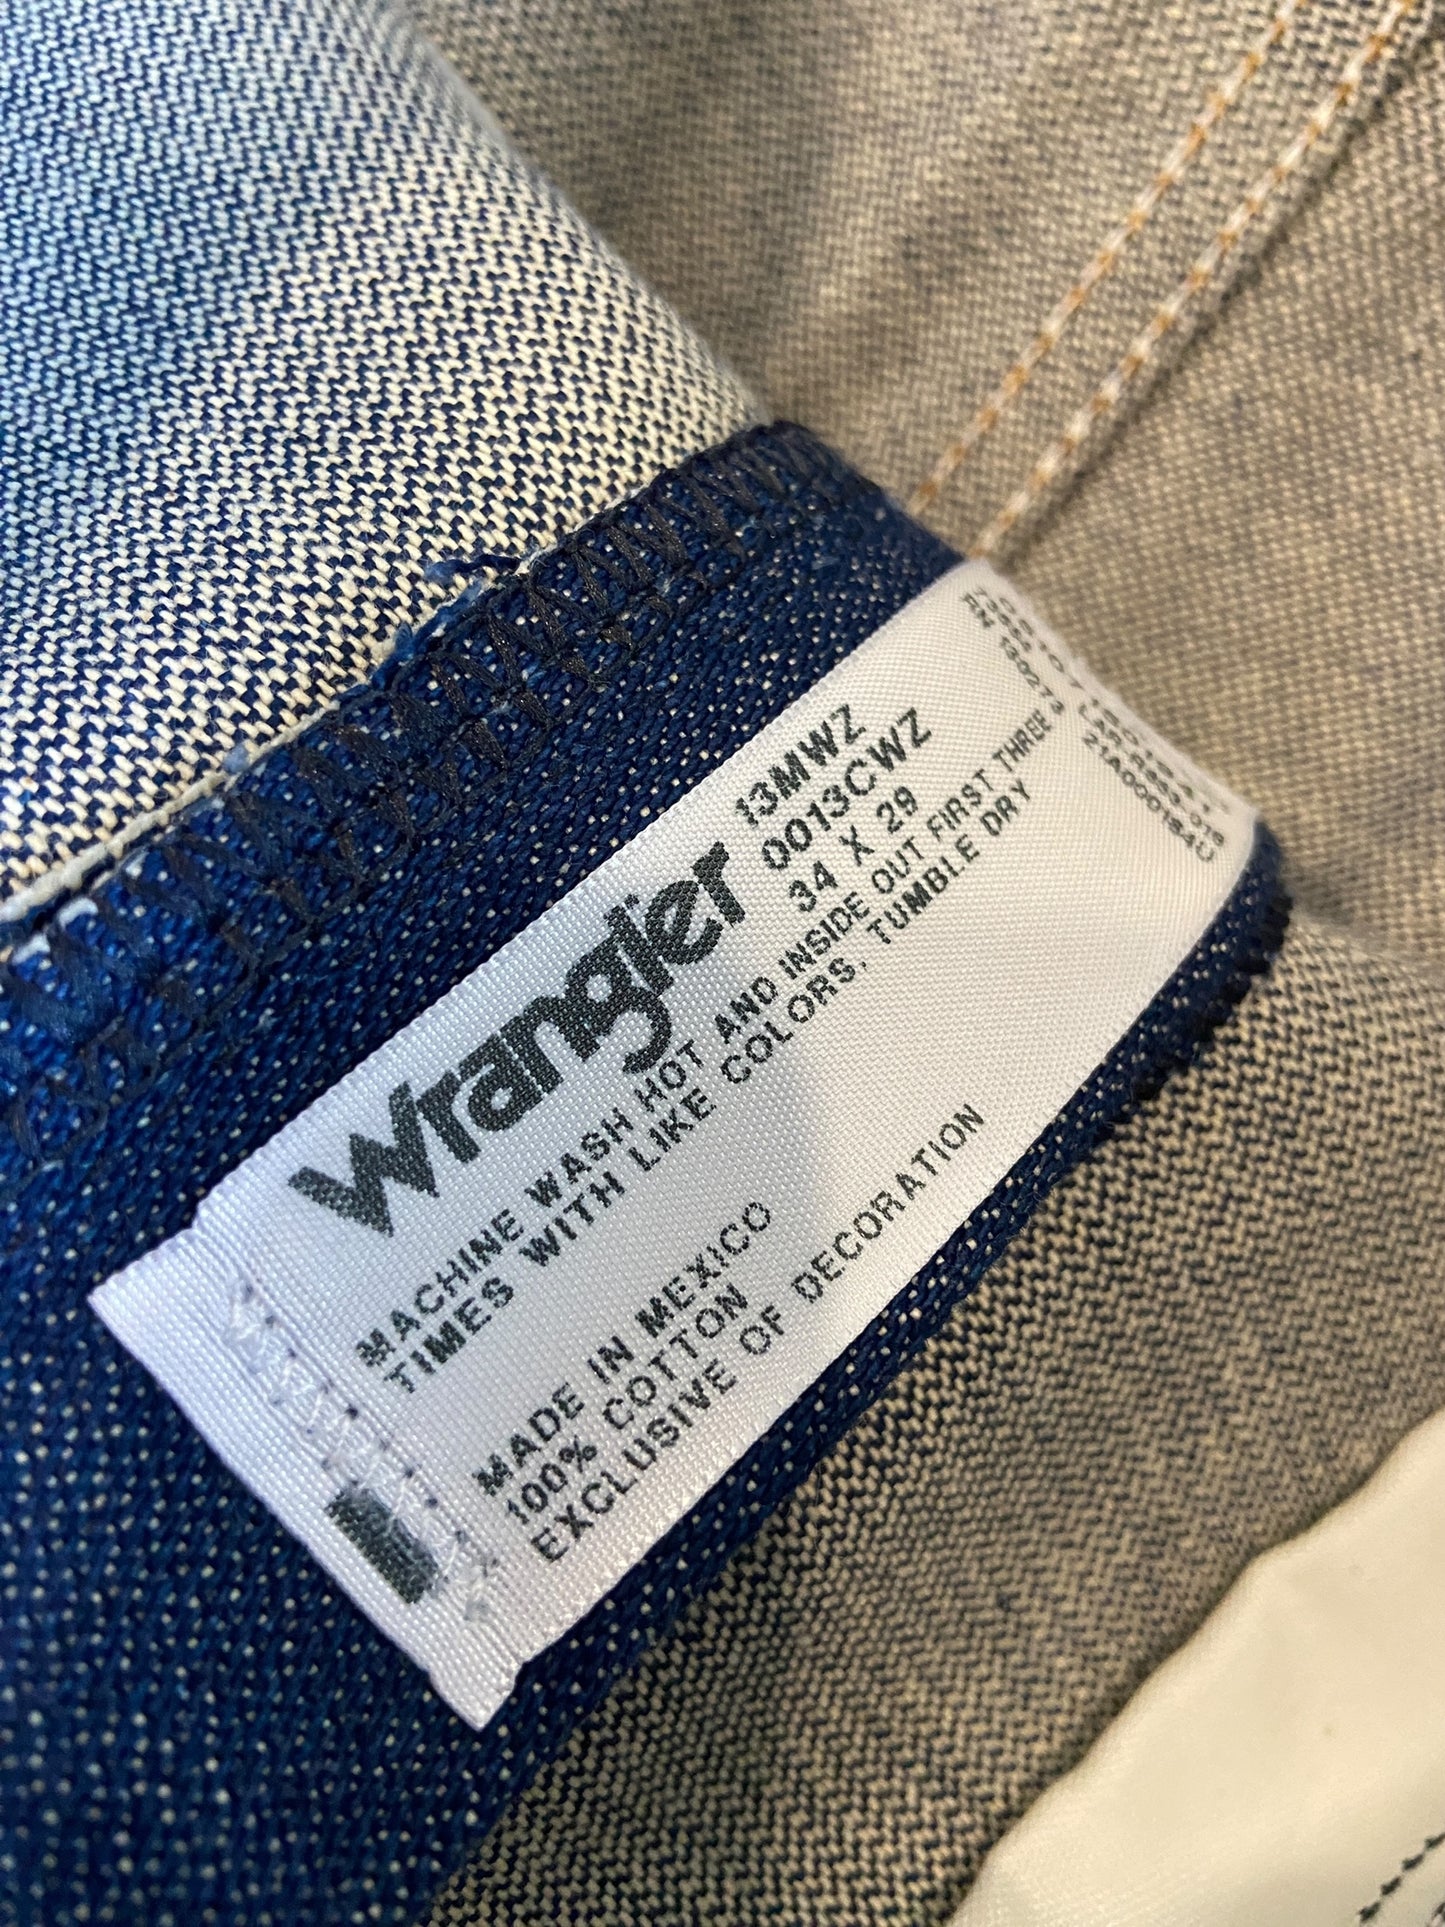 Wrangler
13MWZ
0013CWZ
34 X 29
MACHINE WASH HOT AND INSIDE OUT FIRST THREE
TIMES WITH LIKE COLORS, TUMBLE DRY
MADE IN MEXICO
100% COTTON
EXCLUSIVE OF DECORATION